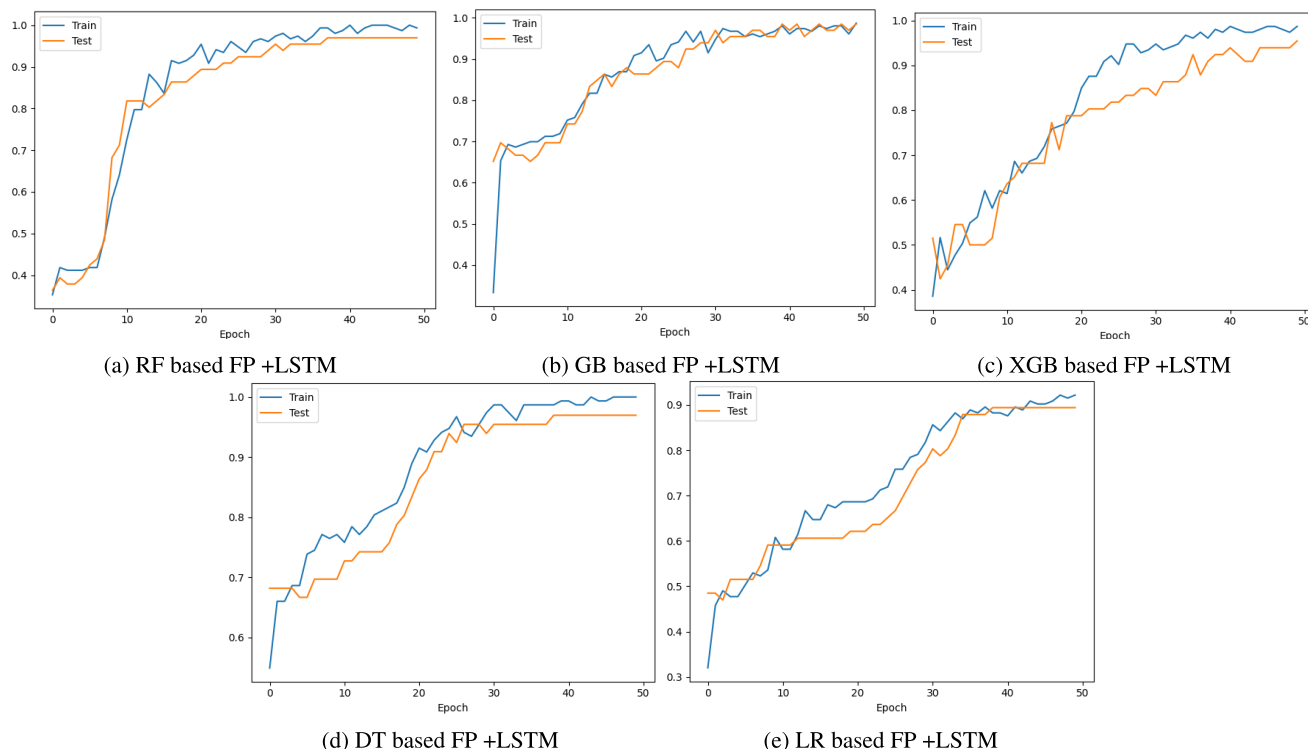 1.0
0.9
0.8
0.7
0.6
0.5
0.4
Train
Test
0 10 20 30 40 50
Epoch
(a) RF based FP +LSTM
1.0
0.9
0.8
0.7
0.6
0.5
0.4
Train
Test
0 10 20 30 40 50
Epoch
(b) GB based FP +LSTM
1.0
0.9
0.8
0.7
0.6
0.5
0.4
Train
Test
0 10 20 30 40 50
Epoch
(c) XGB based FP +LSTM
1.0
0.9
0.8
0.7
0.6
Train
Test
0 10 20 30 40 50
Epoch
(d) DT based FP +LSTM
0.9
0.8
0.7
0.6
0.5
0.4
0.3
Train
Test
0 10 20 30 40 50
Epoch
(e) LR based FP +LSTM